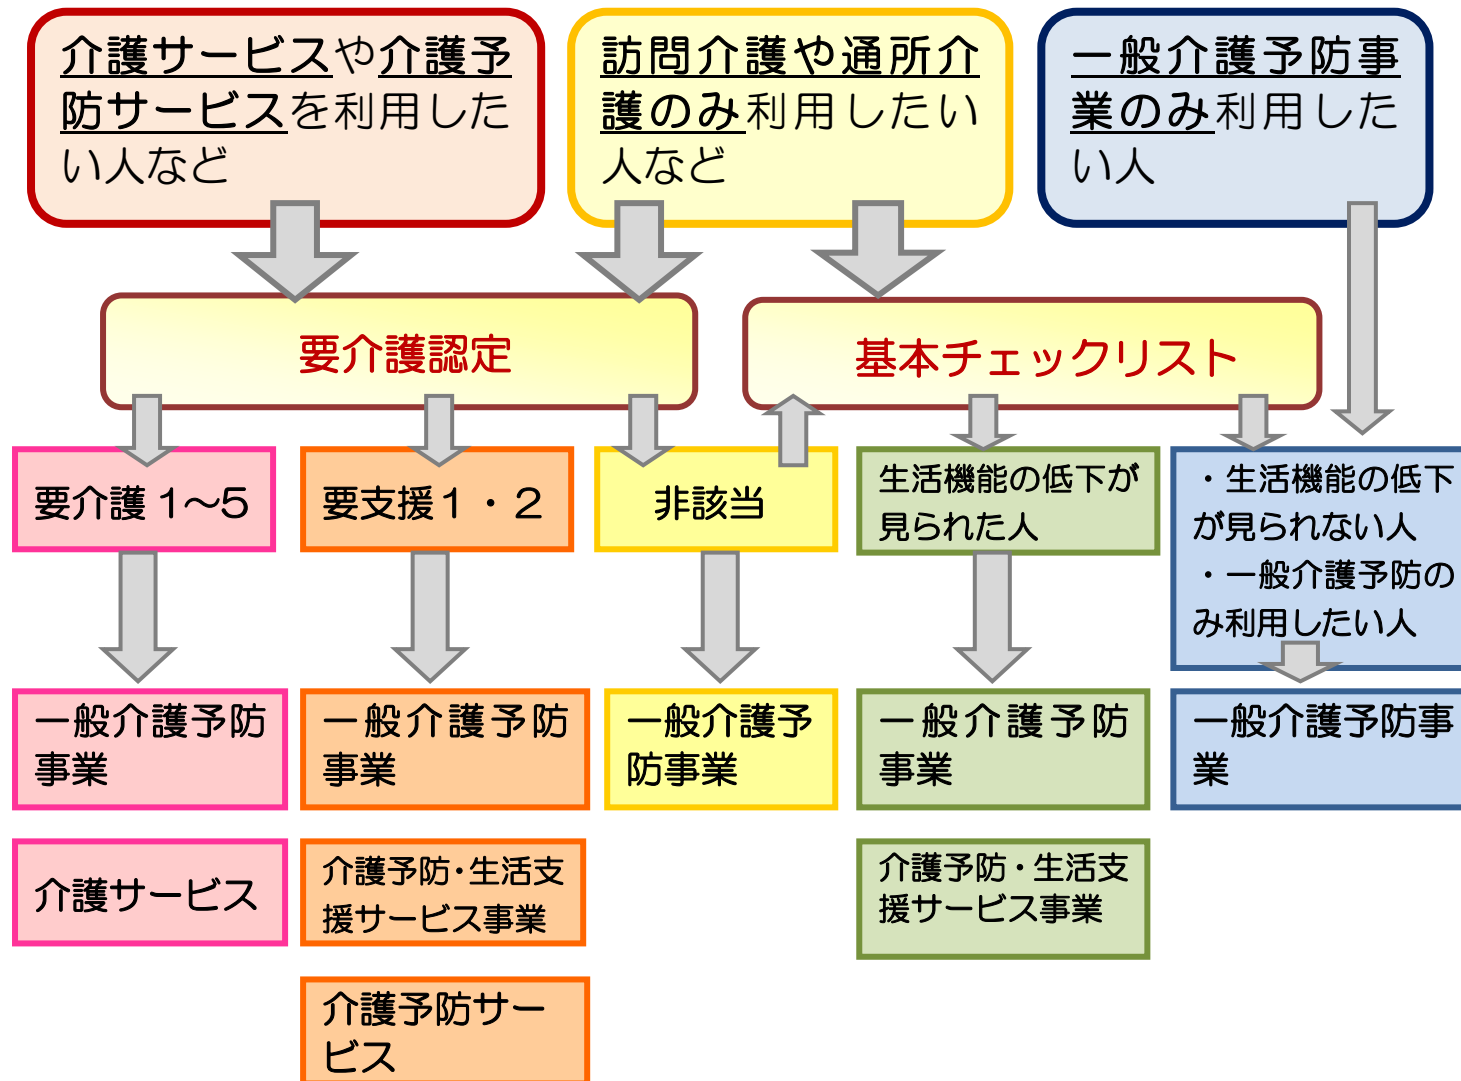 介護サービスや介護予
防サービスを利用した
い人など
訪問介護や通所介
護のみ利用したい
人など
一般介護予防事
業のみ利用した
い人
要介護認定
基本チェックリスト
要介護1〜5
要支援１・２
非該当
生活機能の低下が
見られた人
・生活機能の低下
が見られない人
・一般介護予防の
み利用したい人
一般介護予防
事業
一般介護予防
事業
一般介護予
防事業
一般介護予防
事業
一般介護予防事
業
介護サービス
介護予防・生活支
援サービス事業
介護予防・生活支
援サービス事業
介護予防サー
ビス